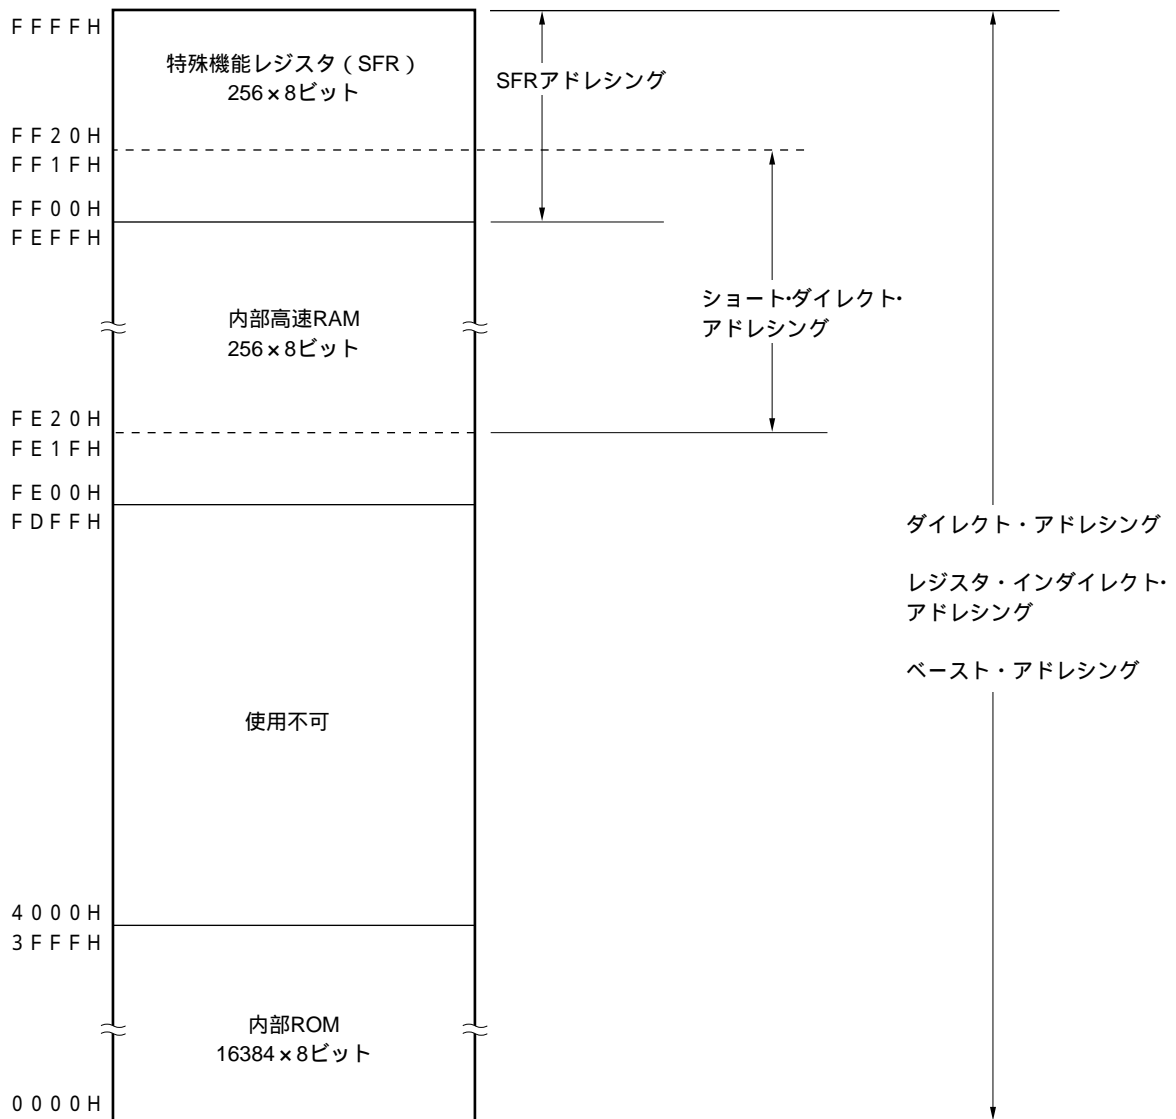 FFFFH
特殊機能レジスタ（SFR）
256×8ビット
SFRアドレシング
FF20H
FF1FH
FF00H
FEFFH
内部高速RAM
256×8ビット
ショート・ダイレクト・
アドレシング
FE20H
FE1FH
FE00H
FDFFH
ダイレクト・アドレシング
レジスタ・インダイレクト・
アドレシング
ベースト・アドレシング
使用不可
4000H
3FFFH
内部ROM
16384×8ビット
0000H